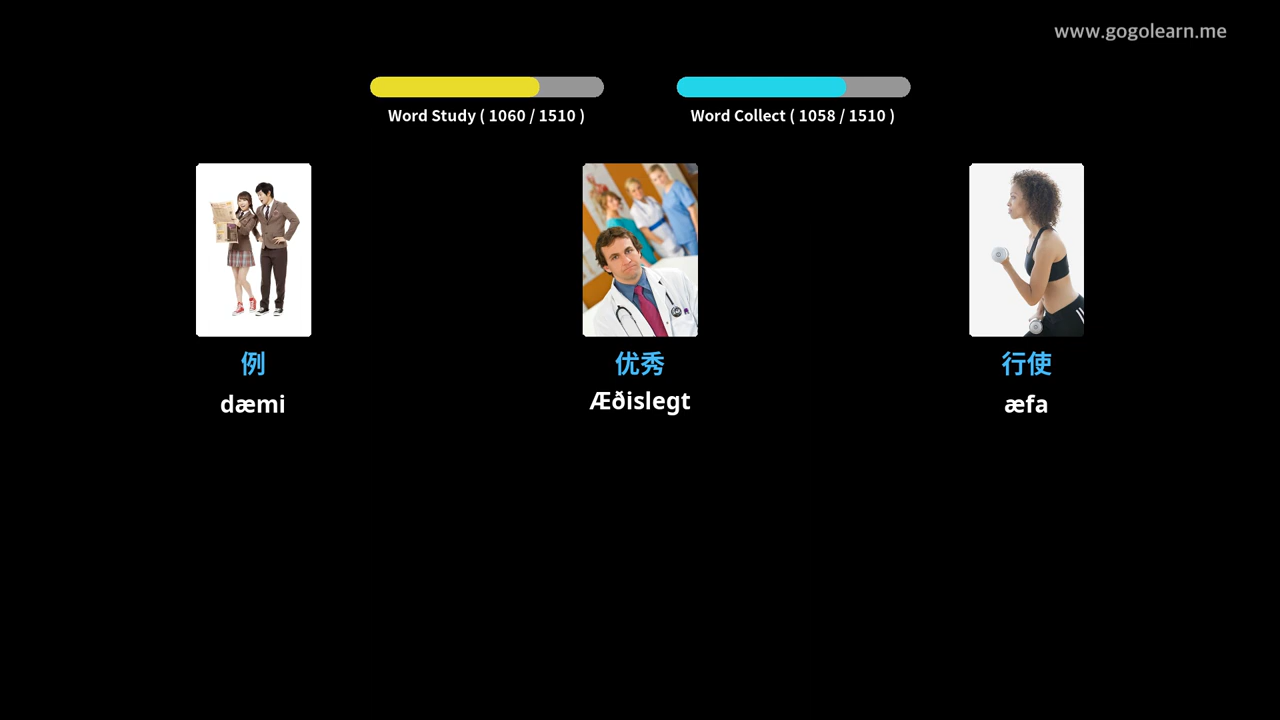 www.gogolearn.me
Word Study ( 1060 / 1510 )
Word Collect ( 1058 / 1510 )
例
dæmi
优秀
Æðislegt
行使
æfa